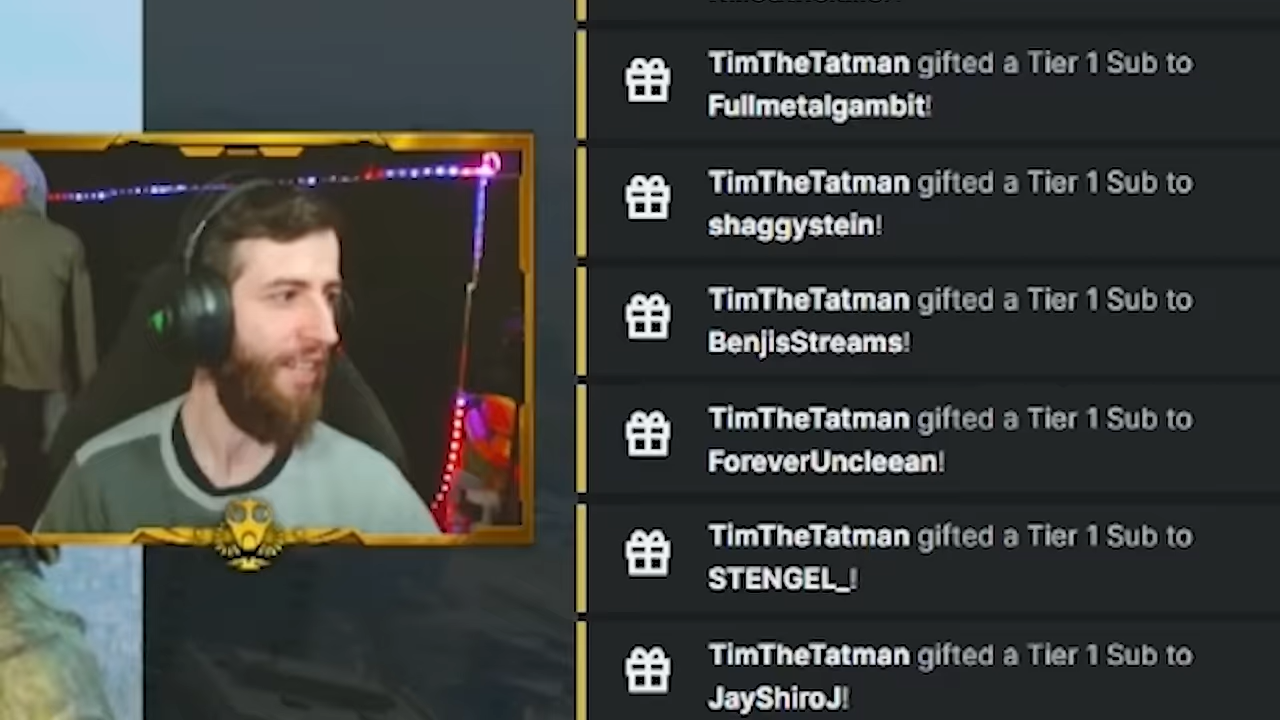 TimTheTatman gifted a Tier 1 Sub to
Fullmetalgambit!
TimTheTatman gifted a Tier 1 Sub to
shaggystein!
TimTheTatman gifted a Tier 1 Sub to
BenjisStreams!
TimTheTatman gifted a Tier 1 Sub to
ForeverUncleean!
TimTheTatman gifted a Tier 1 Sub to
STENGEL_!
TimTheTatman gifted a Tier 1 Sub to
JayShiroJ!